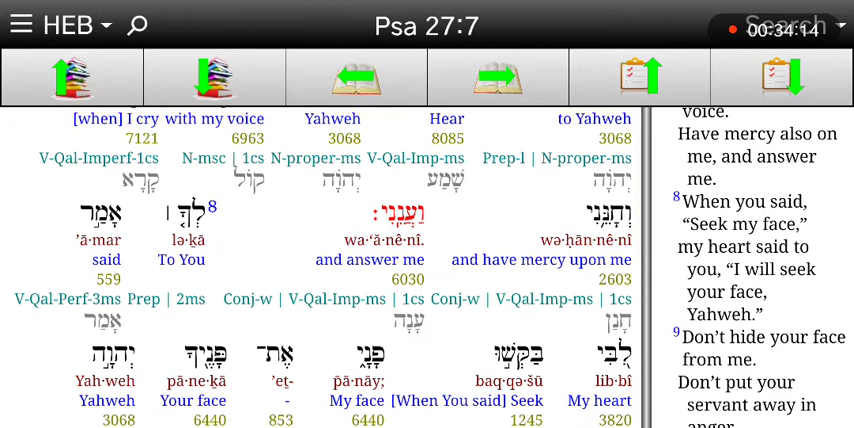 HEB Psa 27:7 Search 00:34:14
[when] I cry with my voice Yahweh Hear to Yahweh
7121 6963 3068 8085 3068
V-Qal-Imperf-1cs N-msc | 1cs N-proper-ms V-Qal-Imp-ms Prep-l | N-proper-ms
יְהוָֹה שָׁמַע יְהוָֹה קוֹל קָרָא
וְחָנֵּ֥נִי וַעֲנֵֽנִי׃ 8 לְךָ֤ ׀ אָמַ֣ר
’ā·mar lə·ḵā wa·‘ă·nê·nî. wə·ḥān·nê·nî
said To You and answer me and have mercy upon me
559 6030 2603
V-Qal-Perf-3ms Prep | 2ms Conj-w | V-Qal-Imp-ms | 1cs Conj-w | V-Qal-Imp-ms | 1cs
חָנַן עָנָה אָמַר
לִ֭בִּי בַּקְּשׁ֣וּ פָנָ֑י אֶת־ פָּנֶ֖יךָ יְהוָ֣ה
Yah·weh pā·ne·ḵā ’eṯ- p̄ā·nāy; baq·qə·šū lib·bî
Yahweh Your face - My face [When You said] Seek My heart
3068 6440 853 6440 1245 3820
voice.
Have mercy also on
me, and answer
me.
8 When you said,
“Seek my face,”
my heart said to
you, “I will seek
your face,
Yahweh.”
9 Don’t hide your face
from me.
Don’t put your
servant away in
anger.